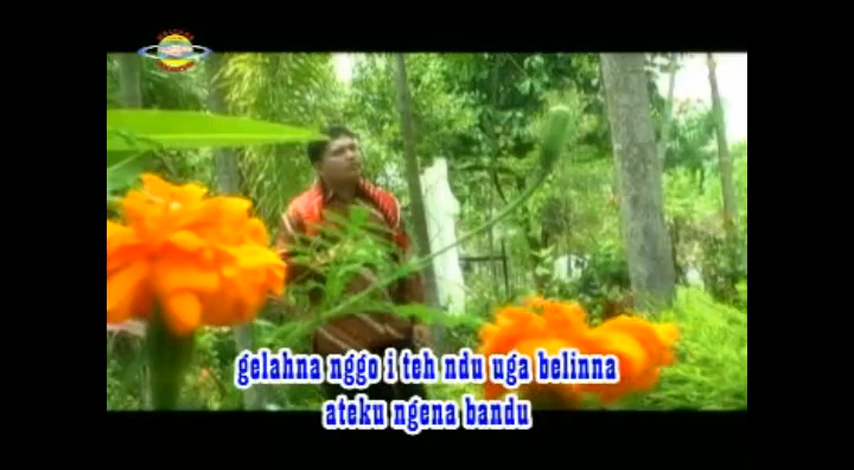 gelahna nggo i teh ndu uga belinna
ateku ngena bandu